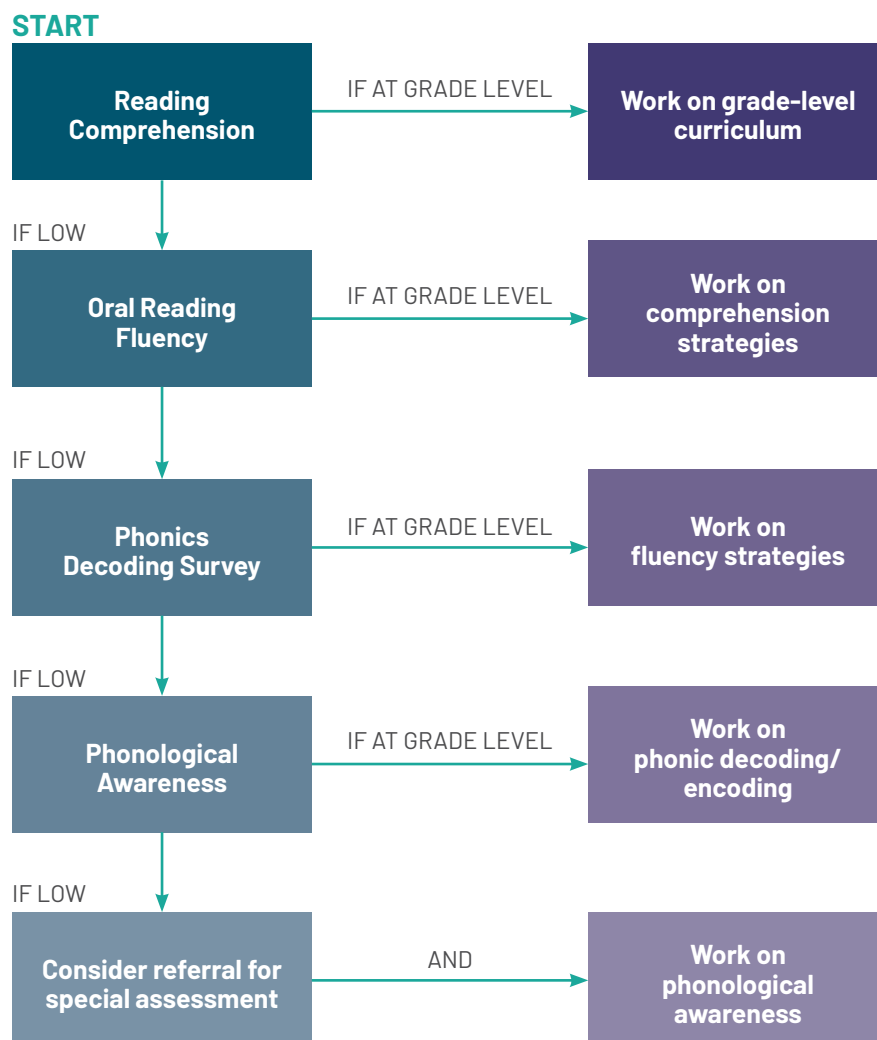 START
Reading
Comprehension
IF AT GRADE LEVEL
Work on grade-level
curriculum
IF LOW
Oral Reading
Fluency
IF AT GRADE LEVEL
Work on
comprehension
strategies
IF LOW
Phonics
Decoding Survey
IF AT GRADE LEVEL
Work on
fluency strategies
IF LOW
Phonological
Awareness
IF AT GRADE LEVEL
Work on
phonic decoding/
encoding
IF LOW
Consider referral for
special assessment
AND
Work on
phonological
awareness